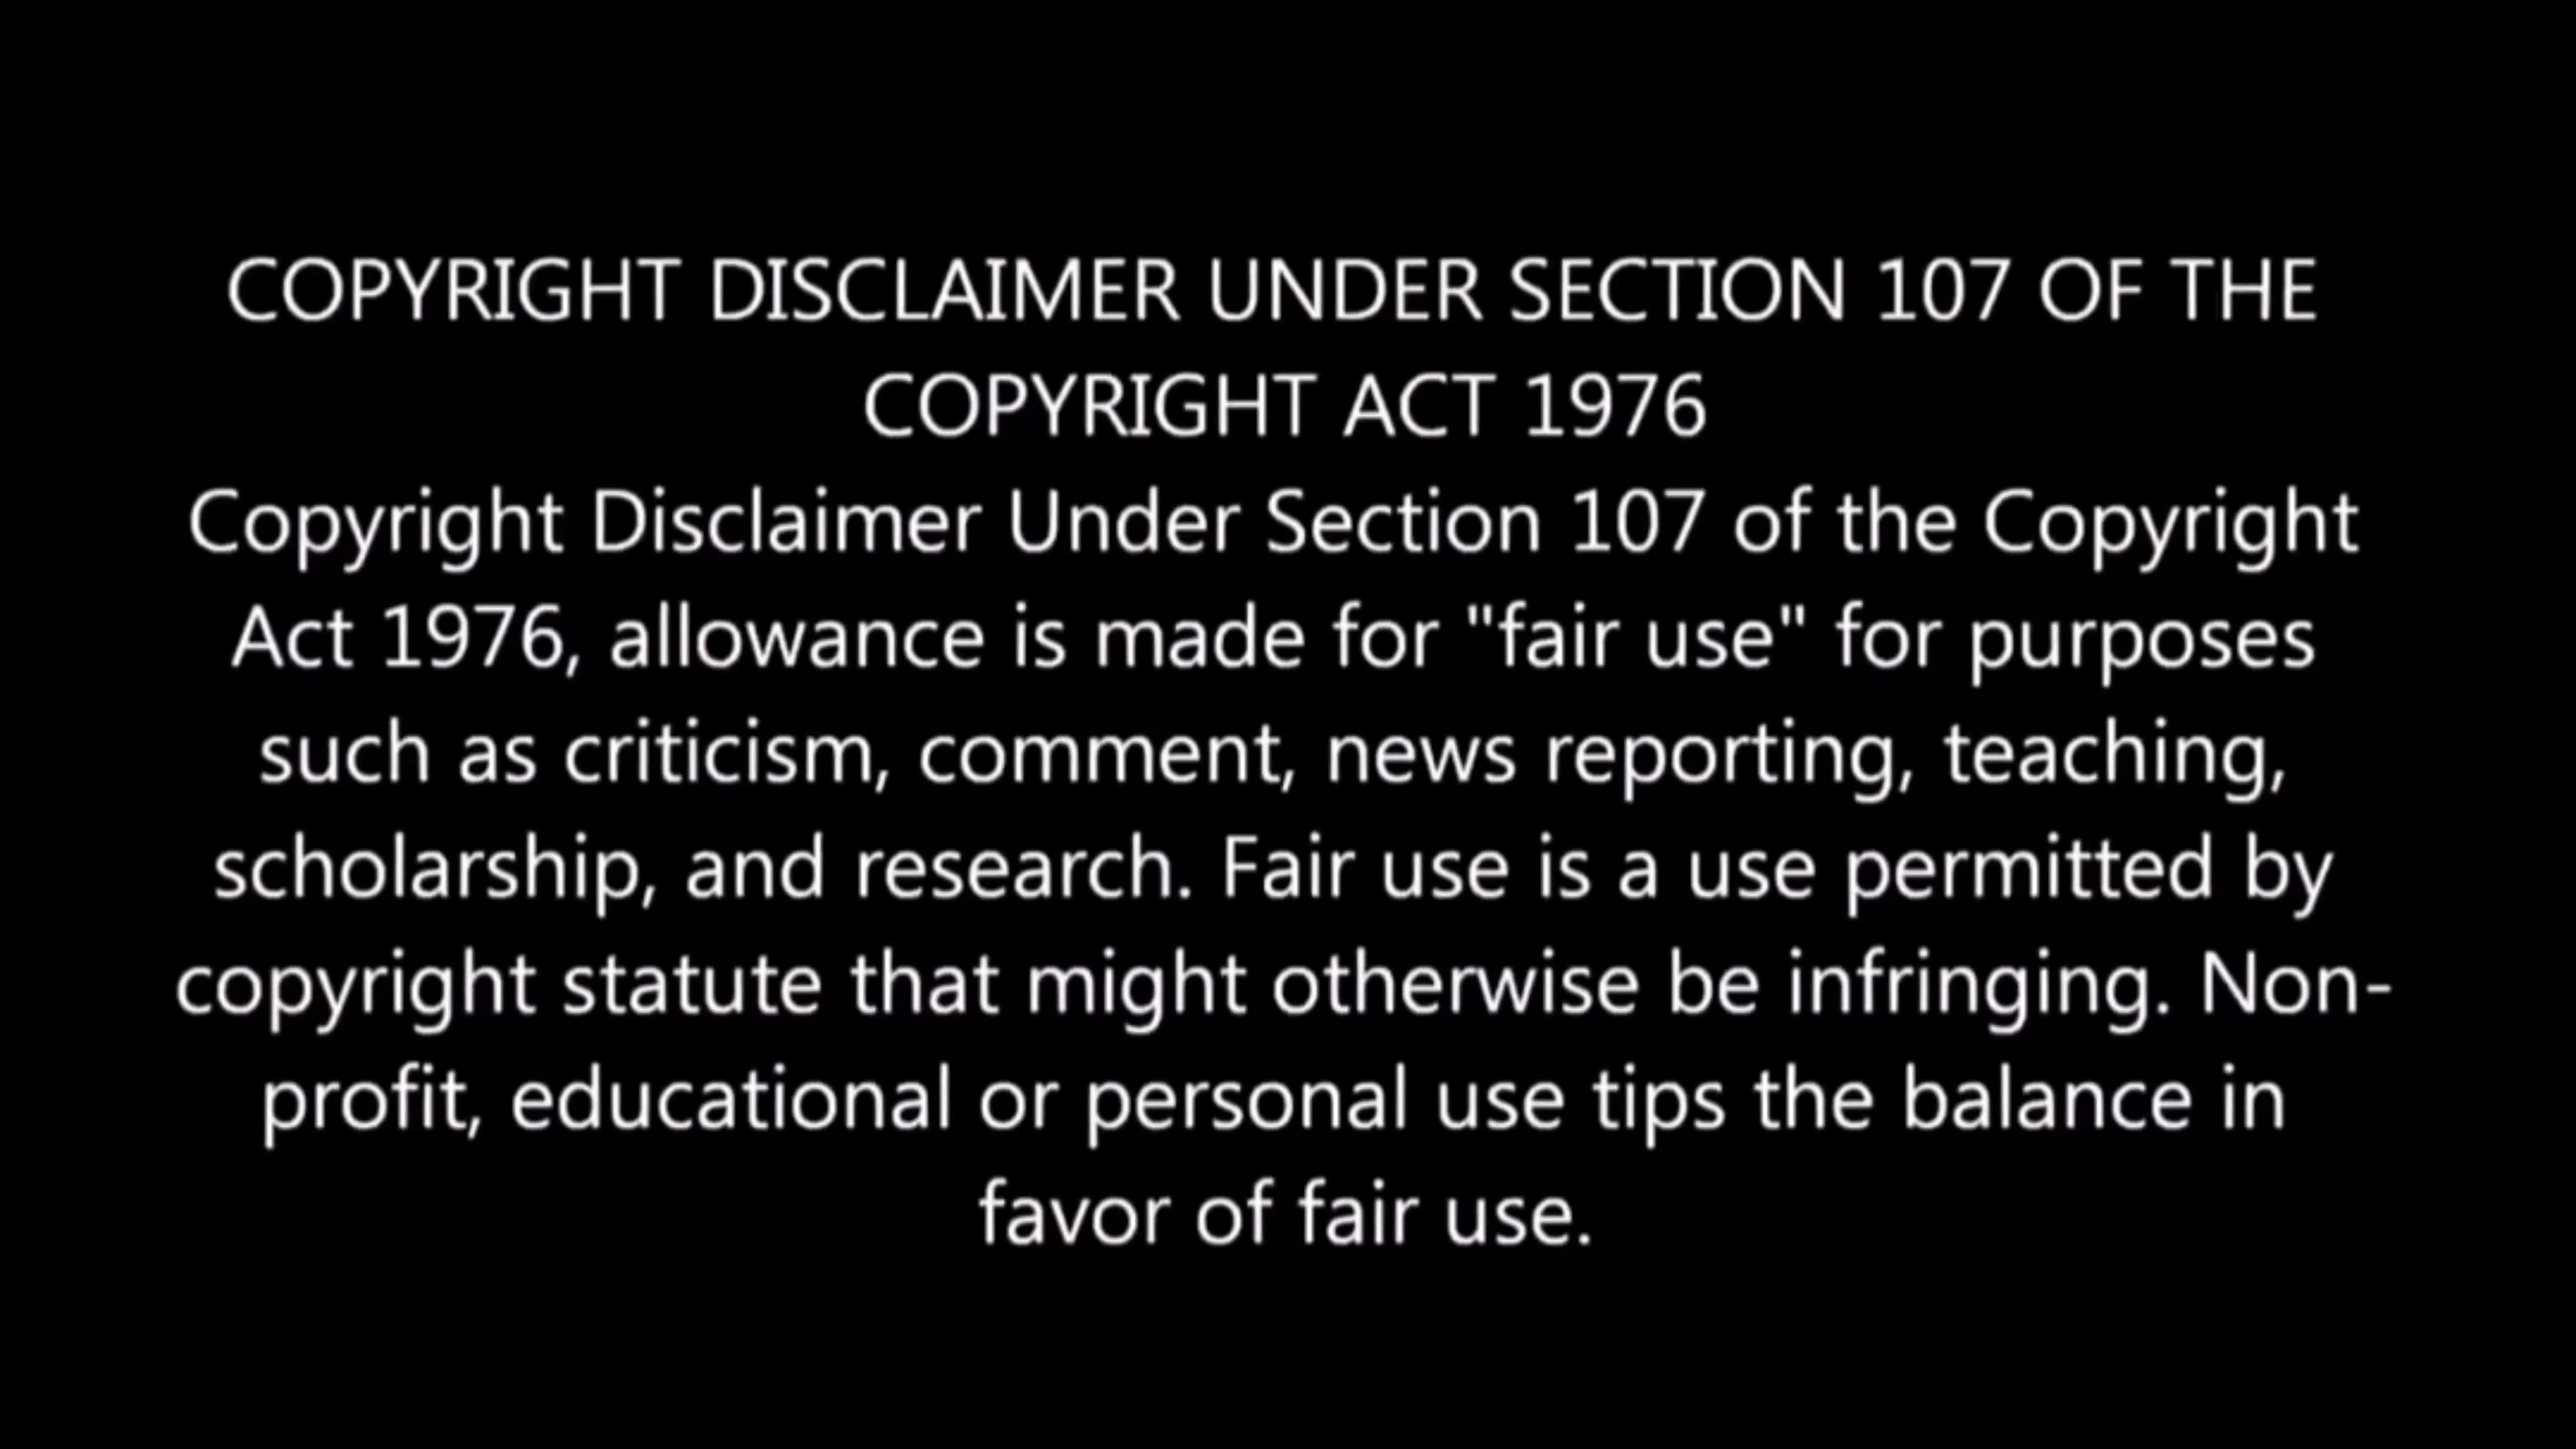 COPYRIGHT DISCLAIMER UNDER SECTION 107 OF THE
COPYRIGHT ACT 1976
Copyright Disclaimer Under Section 107 of the Copyright
Act 1976, allowance is made for "fair use" for purposes
such as criticism, comment, news reporting, teaching,
scholarship, and research. Fair use is a use permitted by
copyright statute that might otherwise be infringing. Non-
profit, educational or personal use tips the balance in
favor of fair use.